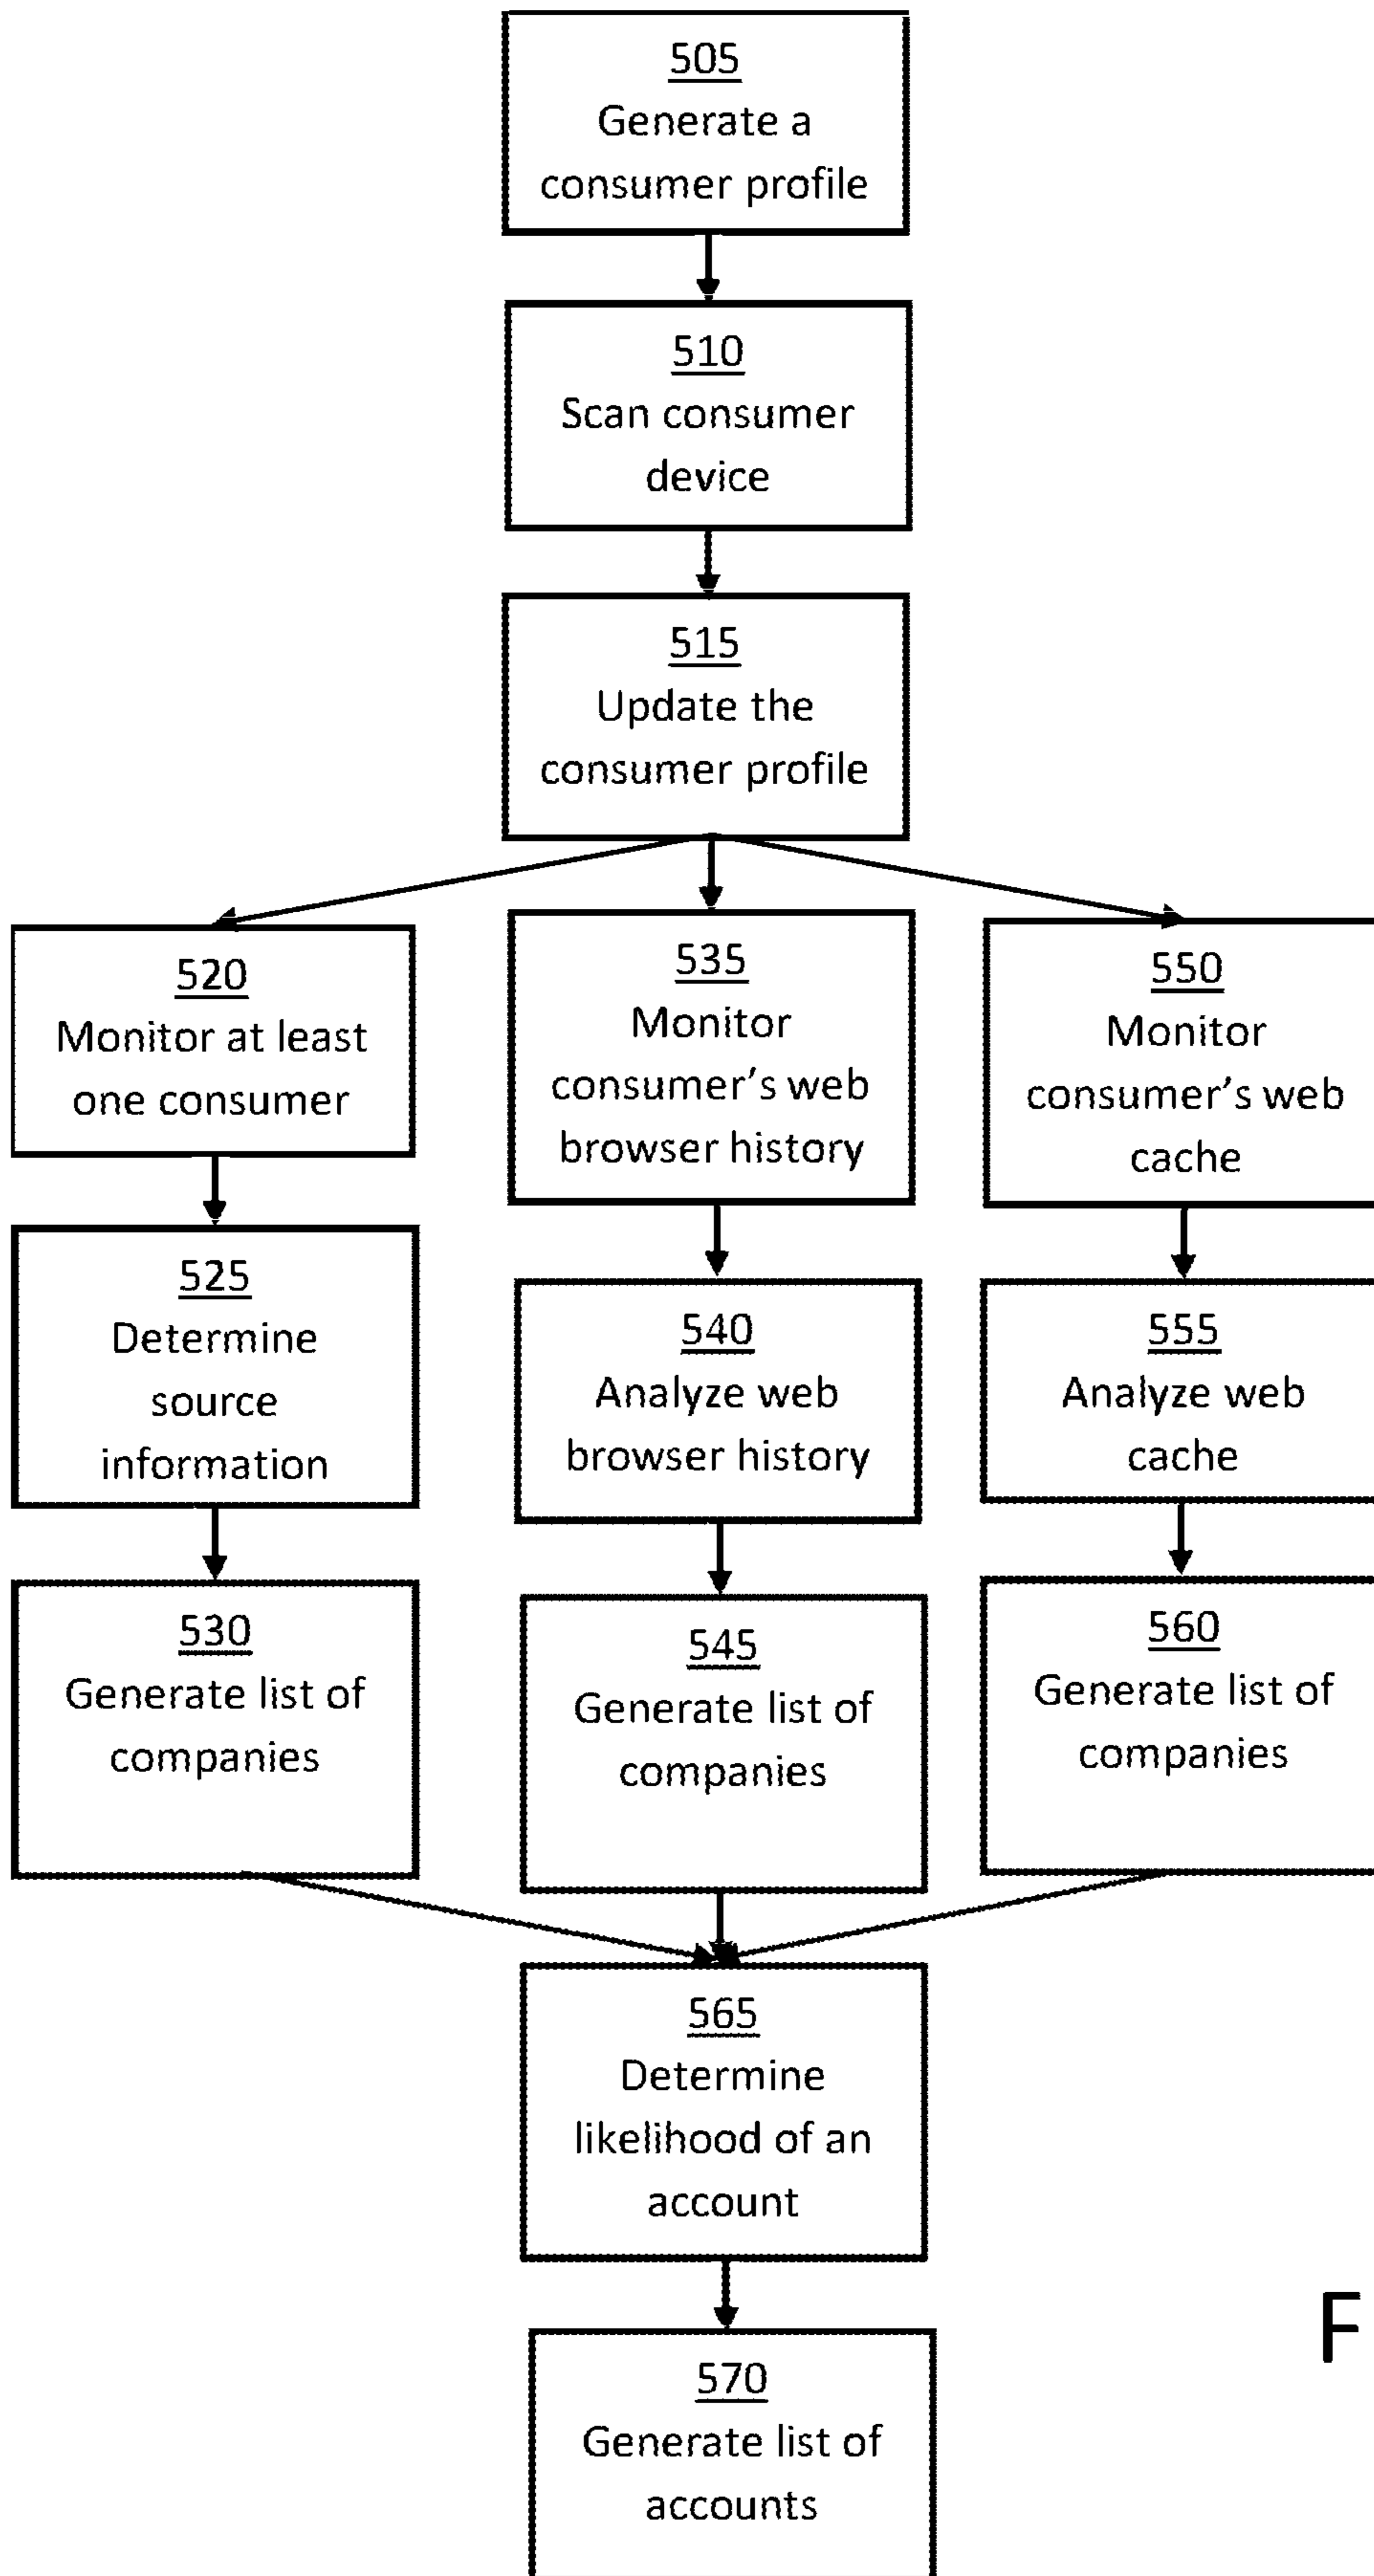 505
Generate a
consumer profile
510
Scan consumer
device
515
Update the
consumer profile
520
Monitor at least
one consumer
525
Determine
source
information
530
Generate list of
companies
535
Monitor
consumer's web
browser history
540
Analyze web
browser history
545
Generate list of
companies
550
Monitor
consumer's web
cache
555
Analyze web
cache
560
Generate list of
companies
565
Determine
likelihood of an
account
570
Generate list of
accounts
F